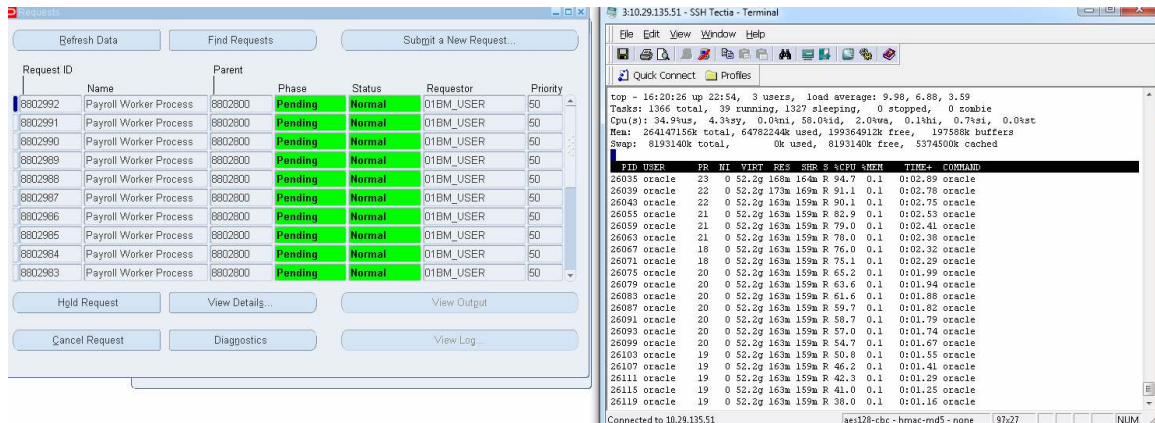 Requests
Refresh Data Find Requests Submit a New Request...
Request ID Parent
Name Phase Status Requestor Priority
8802992 Payroll Worker Process 8802800 Pending Normal 01BM_USER 50
8802991 Payroll Worker Process 8802800 Pending Normal 01BM_USER 50
8802990 Payroll Worker Process 8802800 Pending Normal 01BM_USER 50
8802989 Payroll Worker Process 8802800 Pending Normal 01BM_USER 50
8802988 Payroll Worker Process 8802800 Pending Normal 01BM_USER 50
8802987 Payroll Worker Process 8802800 Pending Normal 01BM_USER 50
8802986 Payroll Worker Process 8802800 Pending Normal 01BM_USER 50
8802985 Payroll Worker Process 8802800 Pending Normal 01BM_USER 50
8802984 Payroll Worker Process 8802800 Pending Normal 01BM_USER 50
8802983 Payroll Worker Process 8802800 Pending Normal 01BM_USER 50
Hold Request View Details... View Output
Cancel Request Diagnostics View Log...
3:10.29.135.51 - SSH Tectia - Terminal
File Edit View Window Help
Quick Connect Profiles
top - 16:20:26 up 22:54, 3 users, load average: 9.98, 6.88, 3.59
Tasks: 1366 total, 39 running, 1327 sleeping, 0 stopped, 0 zombie
Cpu(s): 34.9%us, 4.3%sy, 0.0%ni, 58.0%id, 2.0%wa, 0.1%hi, 0.7%si, 0.0%st
Mem: 264147156k total, 64782244k used, 199364912k free, 197588k buffers
Swap: 8193140k total, 0k used, 8193140k free, 5374500k cached
PID USER PR NI VIRT RES SHR S %CPU %MEM TIME+ COMMAND
26035 oracle 23 0 52.2g 168m 164m R 94.7 0.1 0:02.89 oracle
26039 oracle 22 0 52.2g 173m 169m R 91.1 0.1 0:02.78 oracle
26043 oracle 22 0 52.2g 163m 159m R 90.1 0.1 0:02.75 oracle
26055 oracle 21 0 52.2g 163m 159m R 82.9 0.1 0:02.53 oracle
26059 oracle 21 0 52.2g 163m 159m R 79.0 0.1 0:02.41 oracle
26063 oracle 21 0 52.2g 163m 159m R 78.0 0.1 0:02.38 oracle
26067 oracle 18 0 52.2g 163m 159m R 76.0 0.1 0:02.32 oracle
26071 oracle 18 0 52.2g 163m 159m R 75.1 0.1 0:02.29 oracle
26075 oracle 20 0 52.2g 163m 159m R 65.2 0.1 0:01.99 oracle
26079 oracle 20 0 52.2g 163m 159m R 63.6 0.1 0:01.94 oracle
26083 oracle 20 0 52.2g 163m 159m R 61.6 0.1 0:01.88 oracle
26087 oracle 20 0 52.2g 163m 159m R 59.7 0.1 0:01.82 oracle
26091 oracle 20 0 52.2g 163m 159m R 58.7 0.1 0:01.79 oracle
26093 oracle 20 0 52.2g 163m 159m R 57.0 0.1 0:01.74 oracle
26099 oracle 20 0 52.2g 163m 159m R 54.7 0.1 0:01.67 oracle
26103 oracle 19 0 52.2g 163m 159m R 50.8 0.1 0:01.55 oracle
26107 oracle 19 0 52.2g 163m 159m R 46.2 0.1 0:01.41 oracle
26111 oracle 19 0 52.2g 163m 159m R 42.3 0.1 0:01.29 oracle
26115 oracle 19 0 52.2g 163m 159m R 41.0 0.1 0:01.25 oracle
26119 oracle 19 0 52.2g 163m 159m R 38.0 0.1 0:01.16 oracle
Connected to 10.29.135.51 aes128-cbc - hmac-md5 - none 97x27 NUM